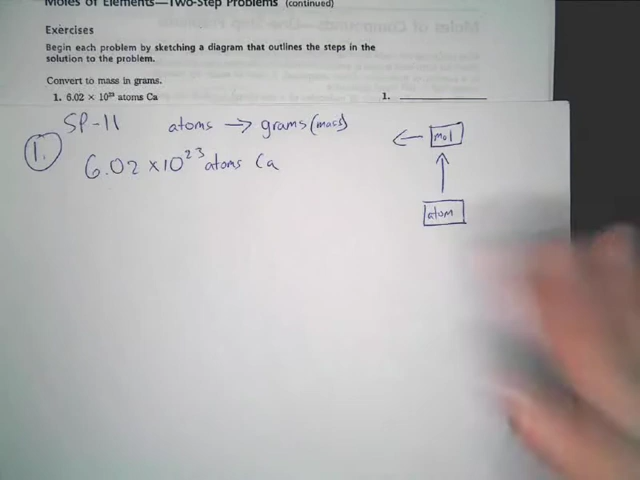 Moles of Elements—Two-Step Problems (continued)
Exercises
Begin each problem by sketching a diagram that outlines the steps in the
solution to the problem.
Convert to mass in grams.
1. 6.02 × 10²³ atoms Ca
1.
SP-11 atoms → grams (mass)
1. 6.02 × 10²³ atoms Ca
← mol
↑
atom